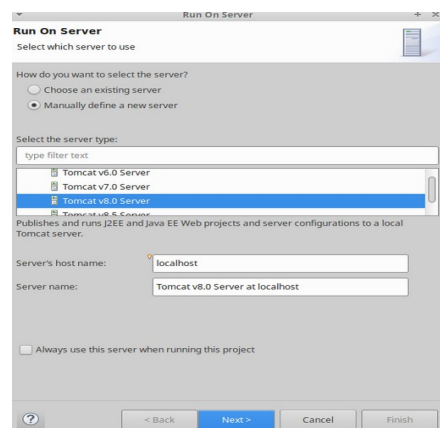 Run On Server
Run On Server
Select which server to use
How do you want to select the server?
Choose an existing server
Manually define a new server
Select the server type:
type filter text
Tomcat v6.0 Server
Tomcat v7.0 Server
Tomcat v8.0 Server
Tomcat v8.5 Server
Publishes and runs J2EE and Java EE Web projects and server configurations to a local
Tomcat server.
Server's host name: localhost
Server name: Tomcat v8.0 Server at localhost
Always use this server when running this project
? < Back Next > Cancel Finish